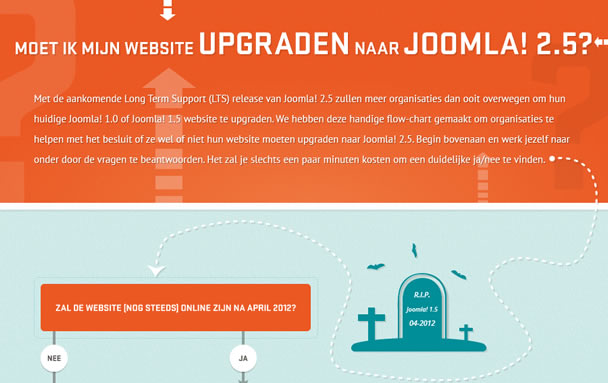 MOET IK MIJN WEBSITE UPGRADEN NAAR JOOMLA! 2.5?
Met de aankomende Long Term Support (LTS) release van Joomla! 2.5 zullen meer organisaties dan ooit overwegen om hun
huidige Joomla! 1.0 of Joomla! 1.5 website te upgraden. We hebben deze handige flow-chart gemaakt om organisaties te
helpen met het besluit of ze wel of niet hun website moeten upgraden naar Joomla! 2.5. Begin bovenaan en werk jezelf naar
onder door de vragen te beantwoorden. Het zal je slechts een paar minuten kosten om een duidelijke ja/nee te vinden.
R.I.P.
Joomla! 1.5
04-2012
ZAL DE WEBSITE [NOG STEEDS] ONLINE ZIJN NA APRIL 2012?
NEE
JA